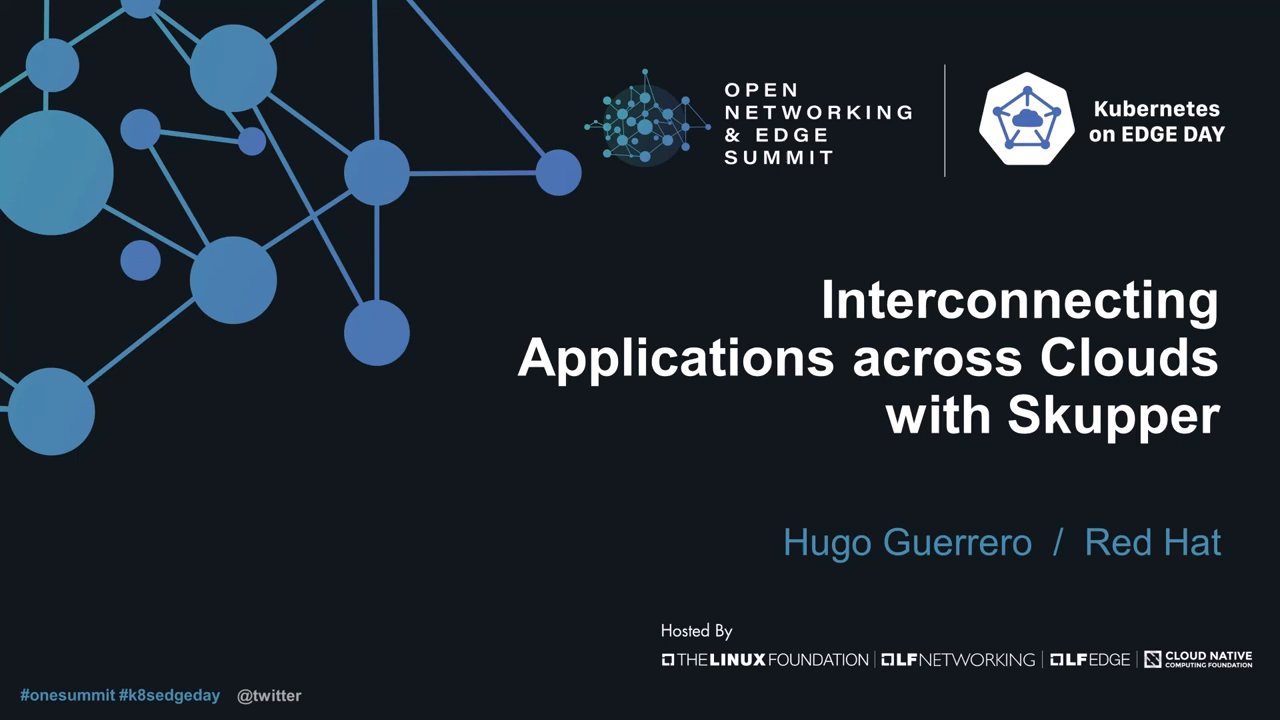 OPEN
NETWORKING
& EDGE
SUMMIT
Kubernetes
on EDGE DAY
Interconnecting
Applications across Clouds
with Skupper
Hugo Guerrero / Red Hat
Hosted By
THE LINUX FOUNDATION | LF NETWORKING | LF EDGE | CLOUD NATIVE
COMPUTING FOUNDATION
#onesummit #k8sedgeday @twitter